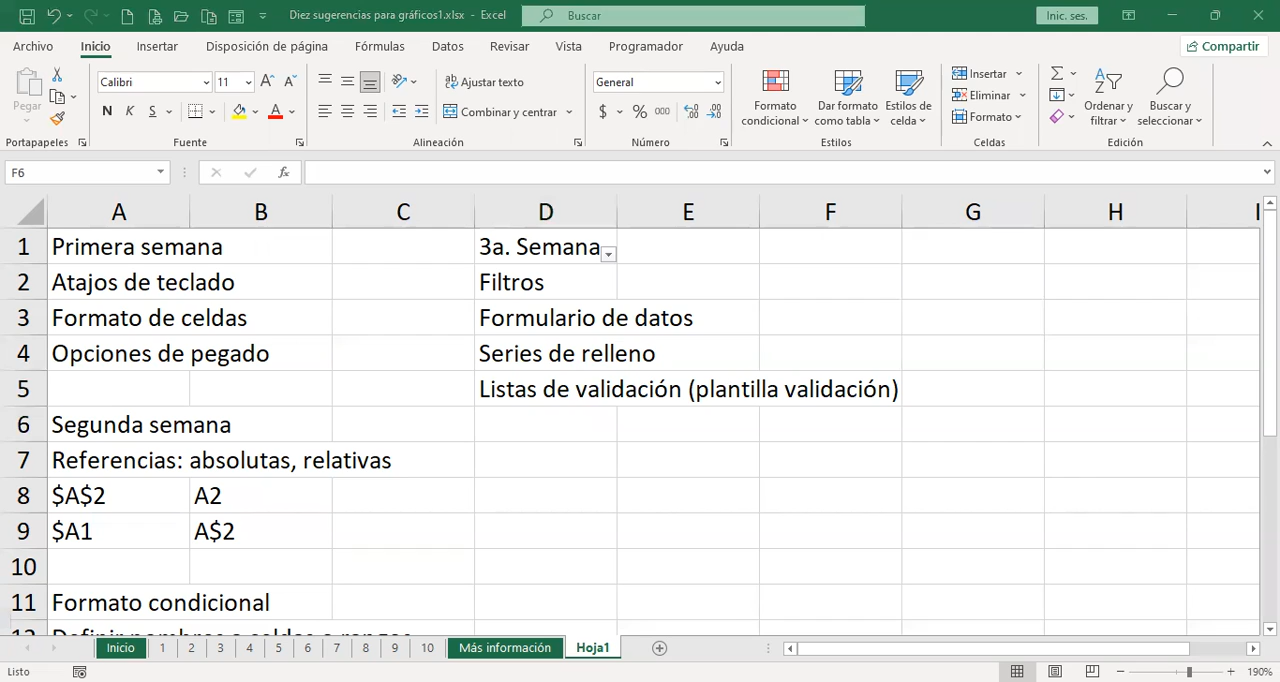 Diez sugerencias para gráficos1.xlsx - Excel
Buscar
Inic. ses.
Archivo Inicio Insertar Disposición de página Fórmulas Datos Revisar Vista Programador Ayuda
Compartir
Pegar
Calibri 11
N K S
Ajustar texto
Combinar y centrar
General
$ % 000
Formato condicional
Dar formato como tabla
Estilos de celda
Insertar
Eliminar
Formato
Ordenar y filtrar
Buscar y seleccionar
Portapapeles Fuente Alineación Número Estilos Celdas Edición
F6
fx
A B C D E F G H I
1 Primera semana 3a. Semana
2 Atajos de teclado Filtros
3 Formato de celdas Formulario de datos
4 Opciones de pegado Series de relleno
5 Listas de validación (plantilla validación)
6 Segunda semana
7 Referencias: absolutas, relativas
8 $A$2 A2
9 $A1 A$2
10
11 Formato condicional
Inicio 1 2 3 4 5 6 7 8 9 10 Más información Hoja1
Listo
190%